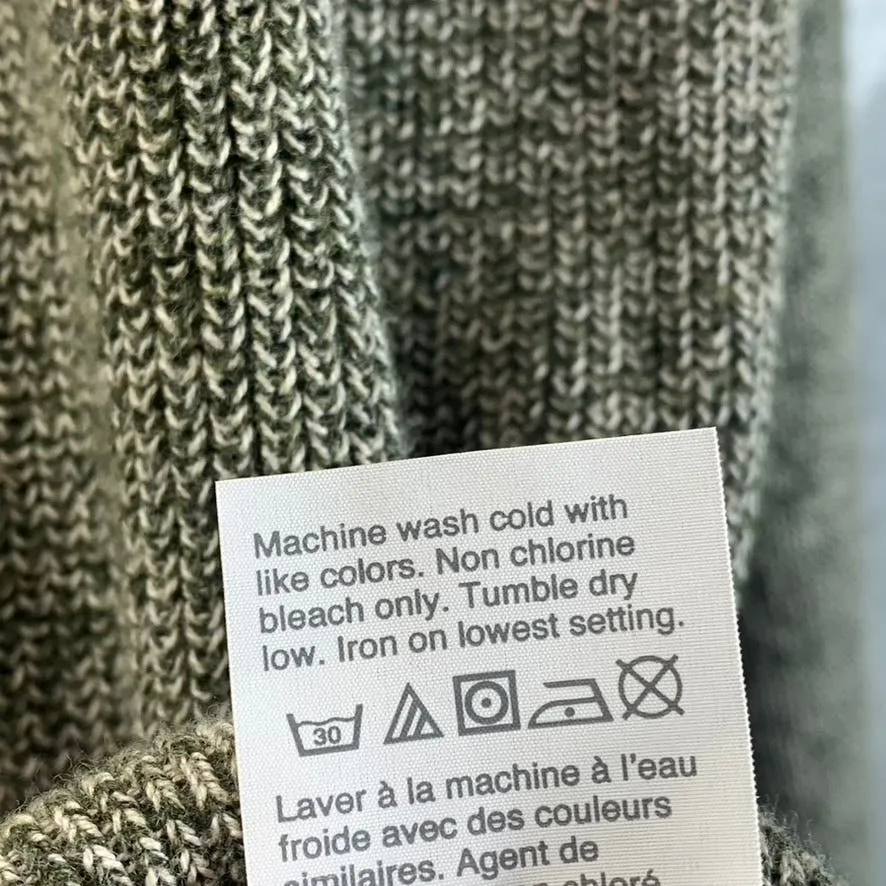 Machine wash cold with
like colors. Non chlorine
bleach only. Tumble dry
low. Iron on lowest setting.
30
Laver à la machine à l'eau
froide avec des couleurs
similaires. Agent de
chloré